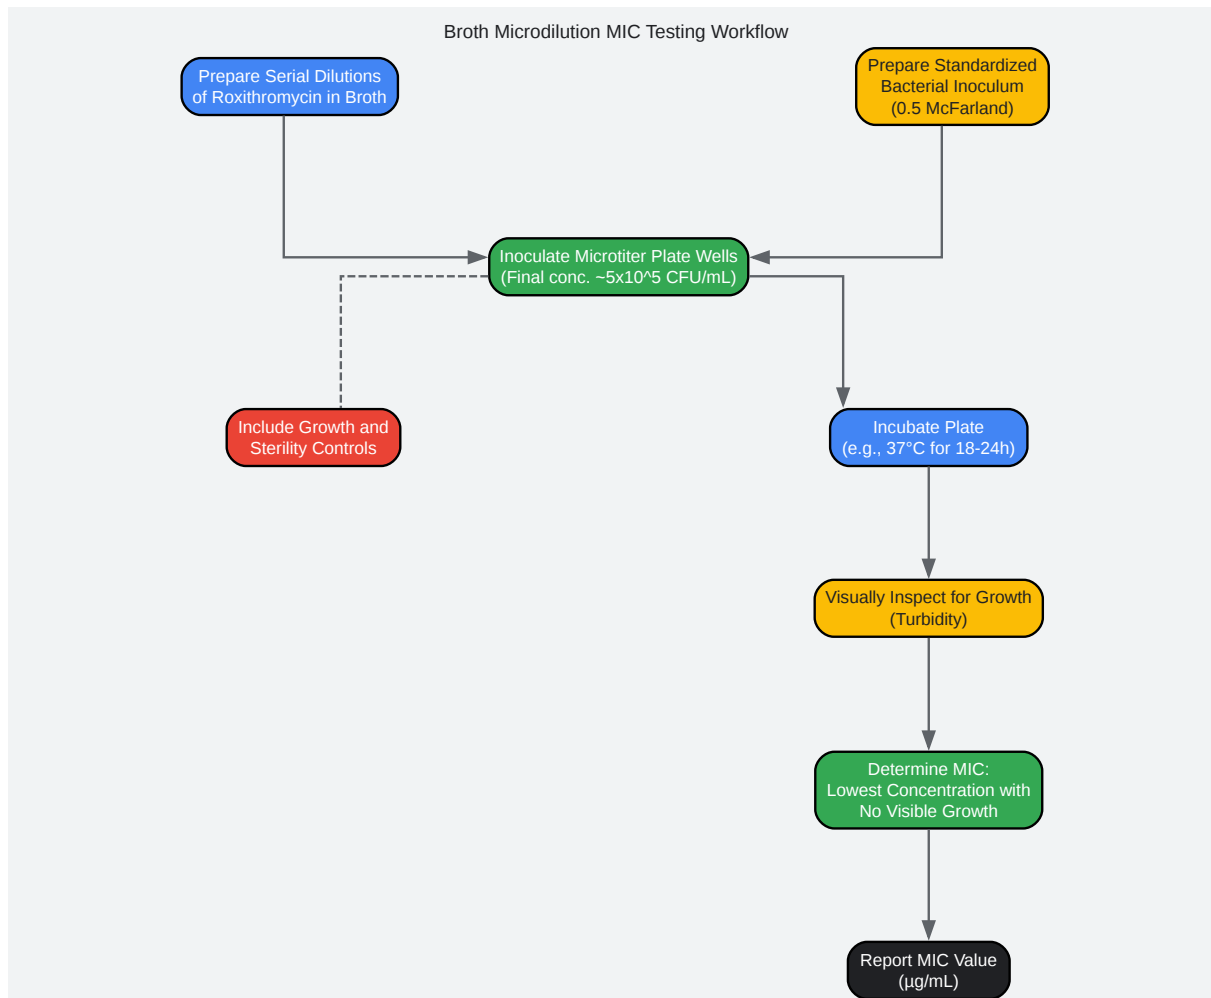 Broth Microdilution MIC Testing Workflow
Prepare Serial Dilutions
of Roxithromycin in Broth
Prepare Standardized
Bacterial Inoculum
(0.5 McFarland)
Inoculate Microtiter Plate Wells
(Final conc. ~5x10^5 CFU/mL)
Include Growth and
Sterility Controls
Incubate Plate
(e.g., 37°C for 18-24h)
Visually Inspect for Growth
(Turbidity)
Determine MIC:
Lowest Concentration with
No Visible Growth
Report MIC Value
(µg/mL)